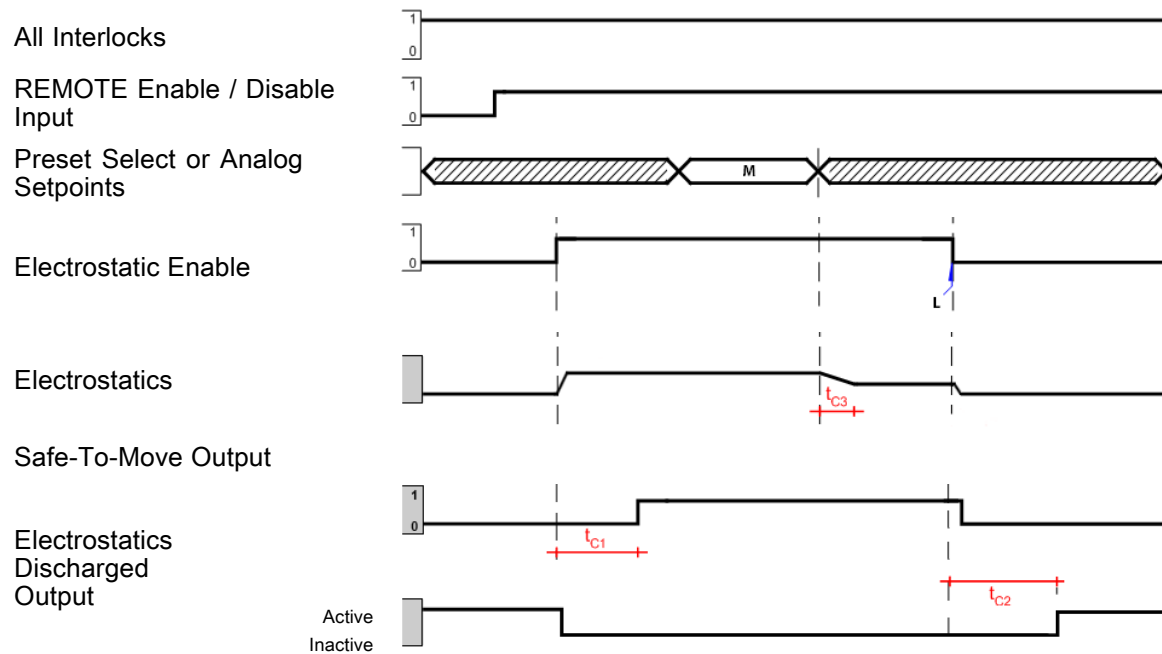 All Interlocks
1
0
REMOTE Enable / Disable
Input
1
0
Preset Select or Analog
Setpoints
M
Electrostatic Enable
1
0
L
Electrostatics
tC3
Safe-To-Move Output
1
0
tC1
Electrostatics
Discharged
Output
tC2
Active
Inactive